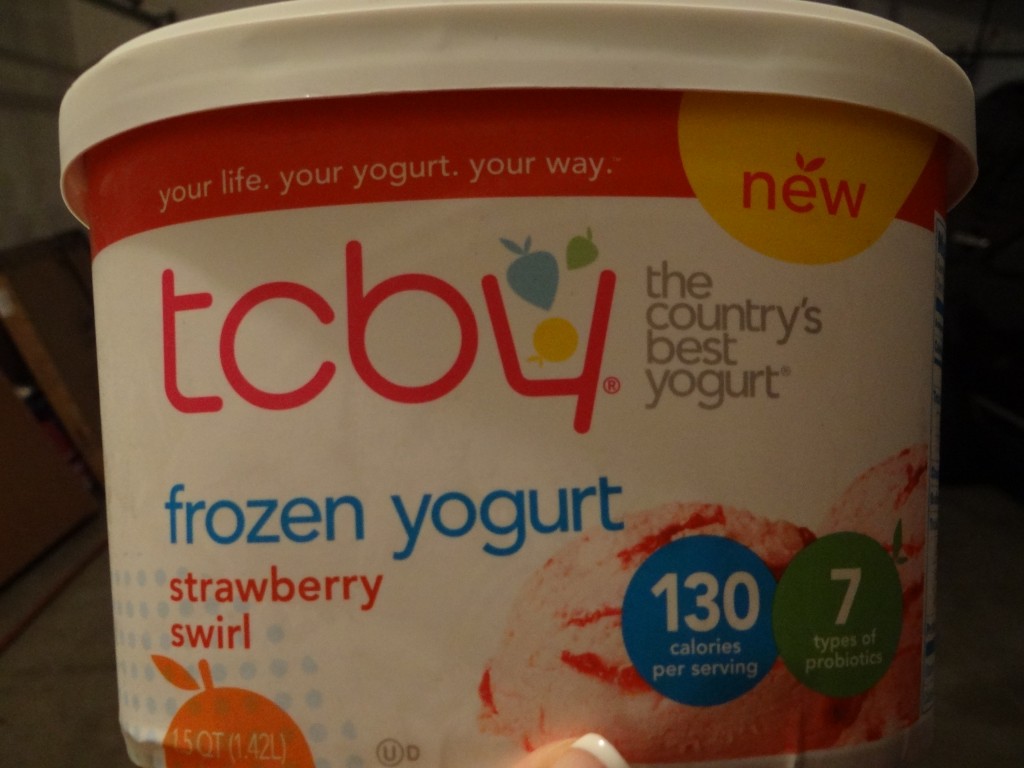 your life. your yogurt. your way.™
new
tcby®
the
country's
best
yogurt®
frozen yogurt
strawberry
swirl
130
calories
per serving
7
types of
probiotics
1.5 QT (1.42L)
U D